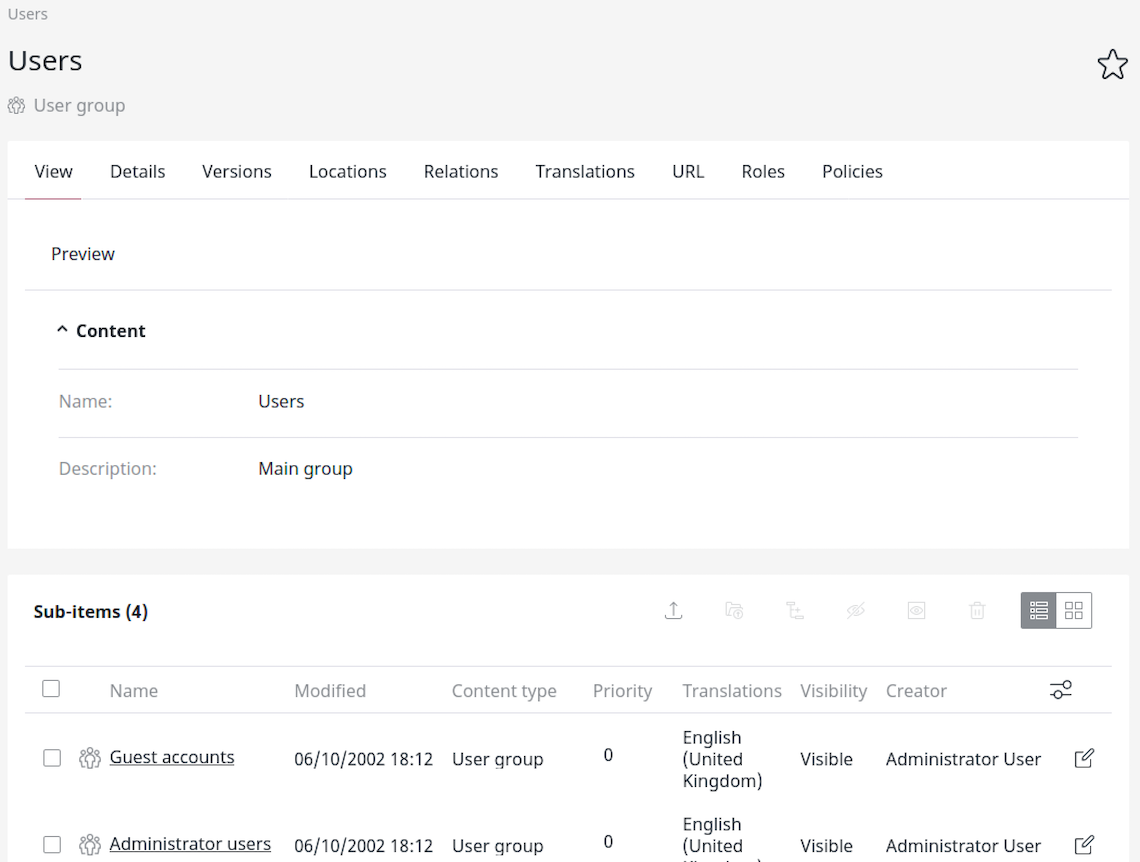 Users
Users
User group
View Details Versions Locations Relations Translations URL Roles Policies
Preview
Content
Name: Users
Description: Main group
Sub-items (4)
Name Modified Content type Priority Translations Visibility Creator
Guest accounts 06/10/2002 18:12 User group 0 English (United Kingdom) Visible Administrator User
Administrator users 06/10/2002 18:12 User group 0 English (United Visible Administrator User